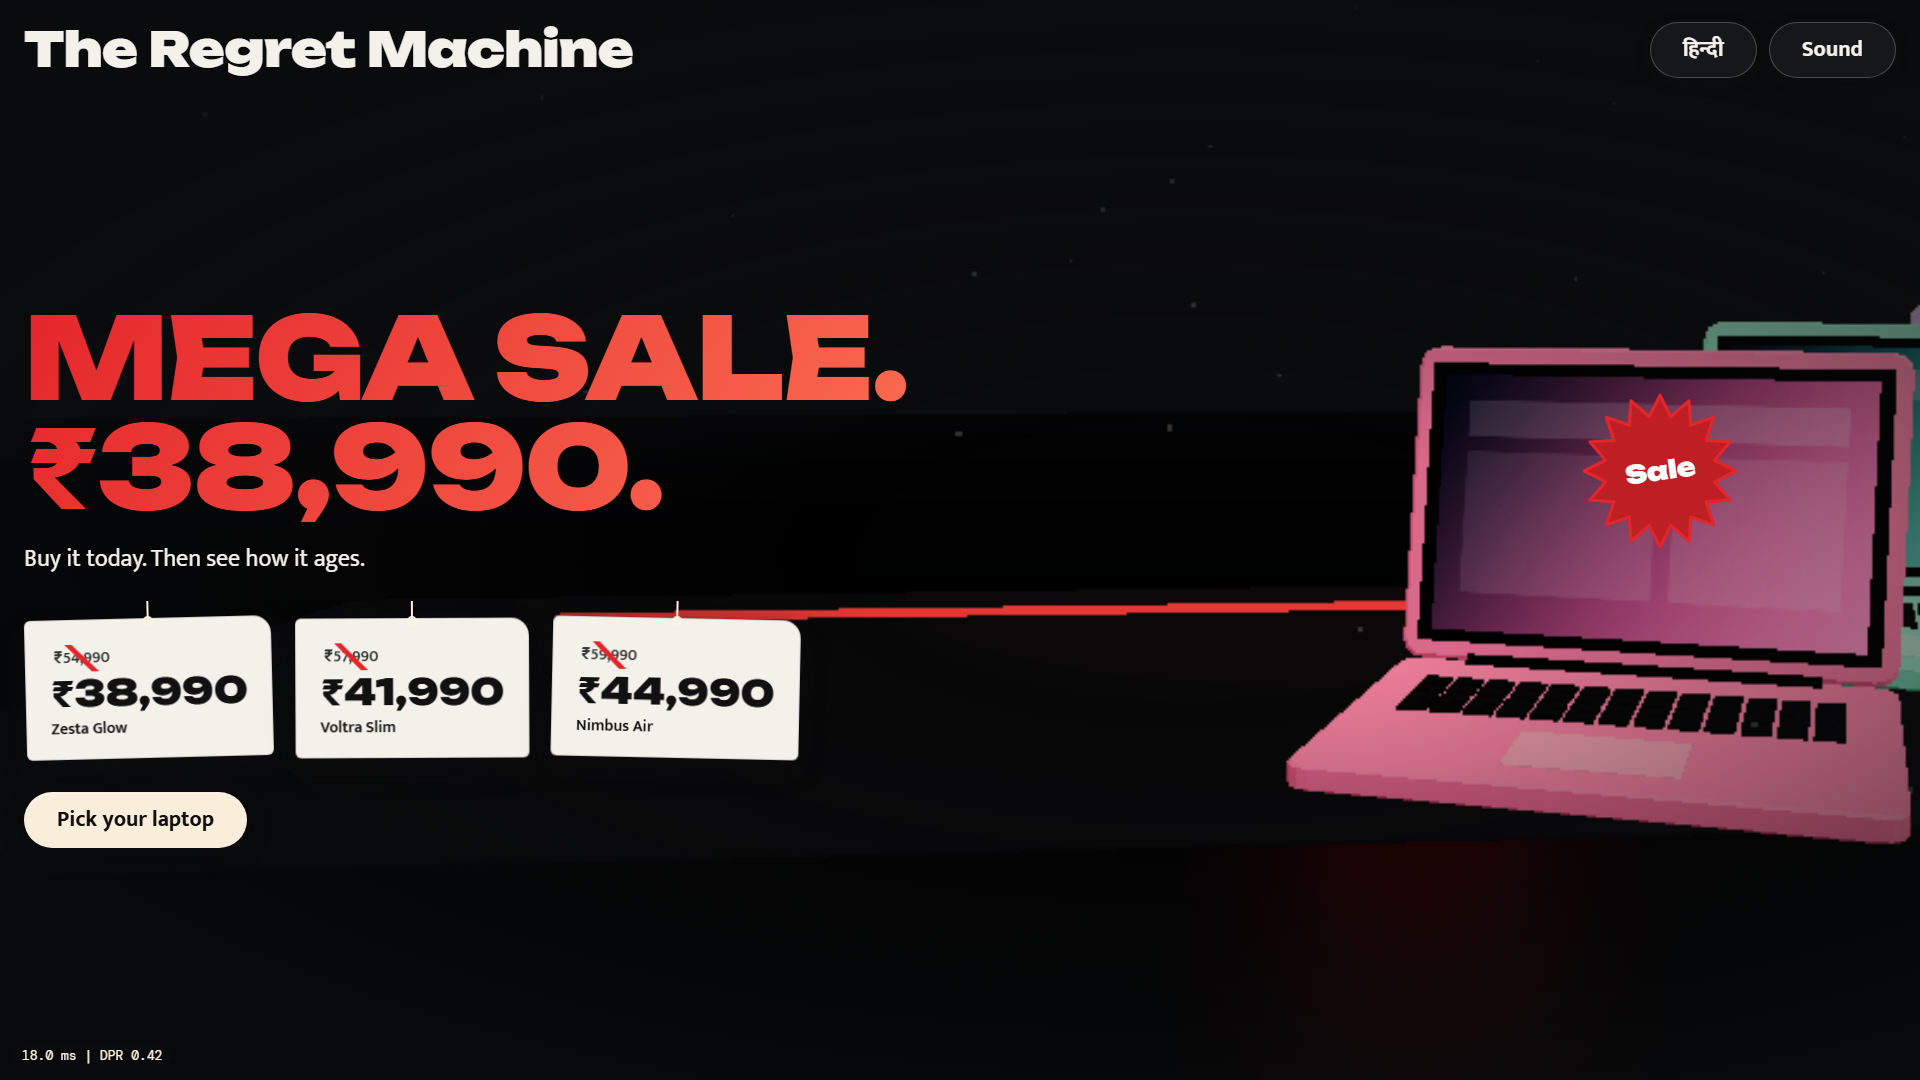 The Regret Machine
हिन्दी
Sound
MEGA SALE.
₹38,990.
Buy it today. Then see how it ages.
Sale
₹54,990
₹38,990
Zesta Glow
₹57,990
₹41,990
Voltra Slim
₹59,990
₹44,990
Nimbus Air
Pick your laptop
18.0 ms | DPR 0.42